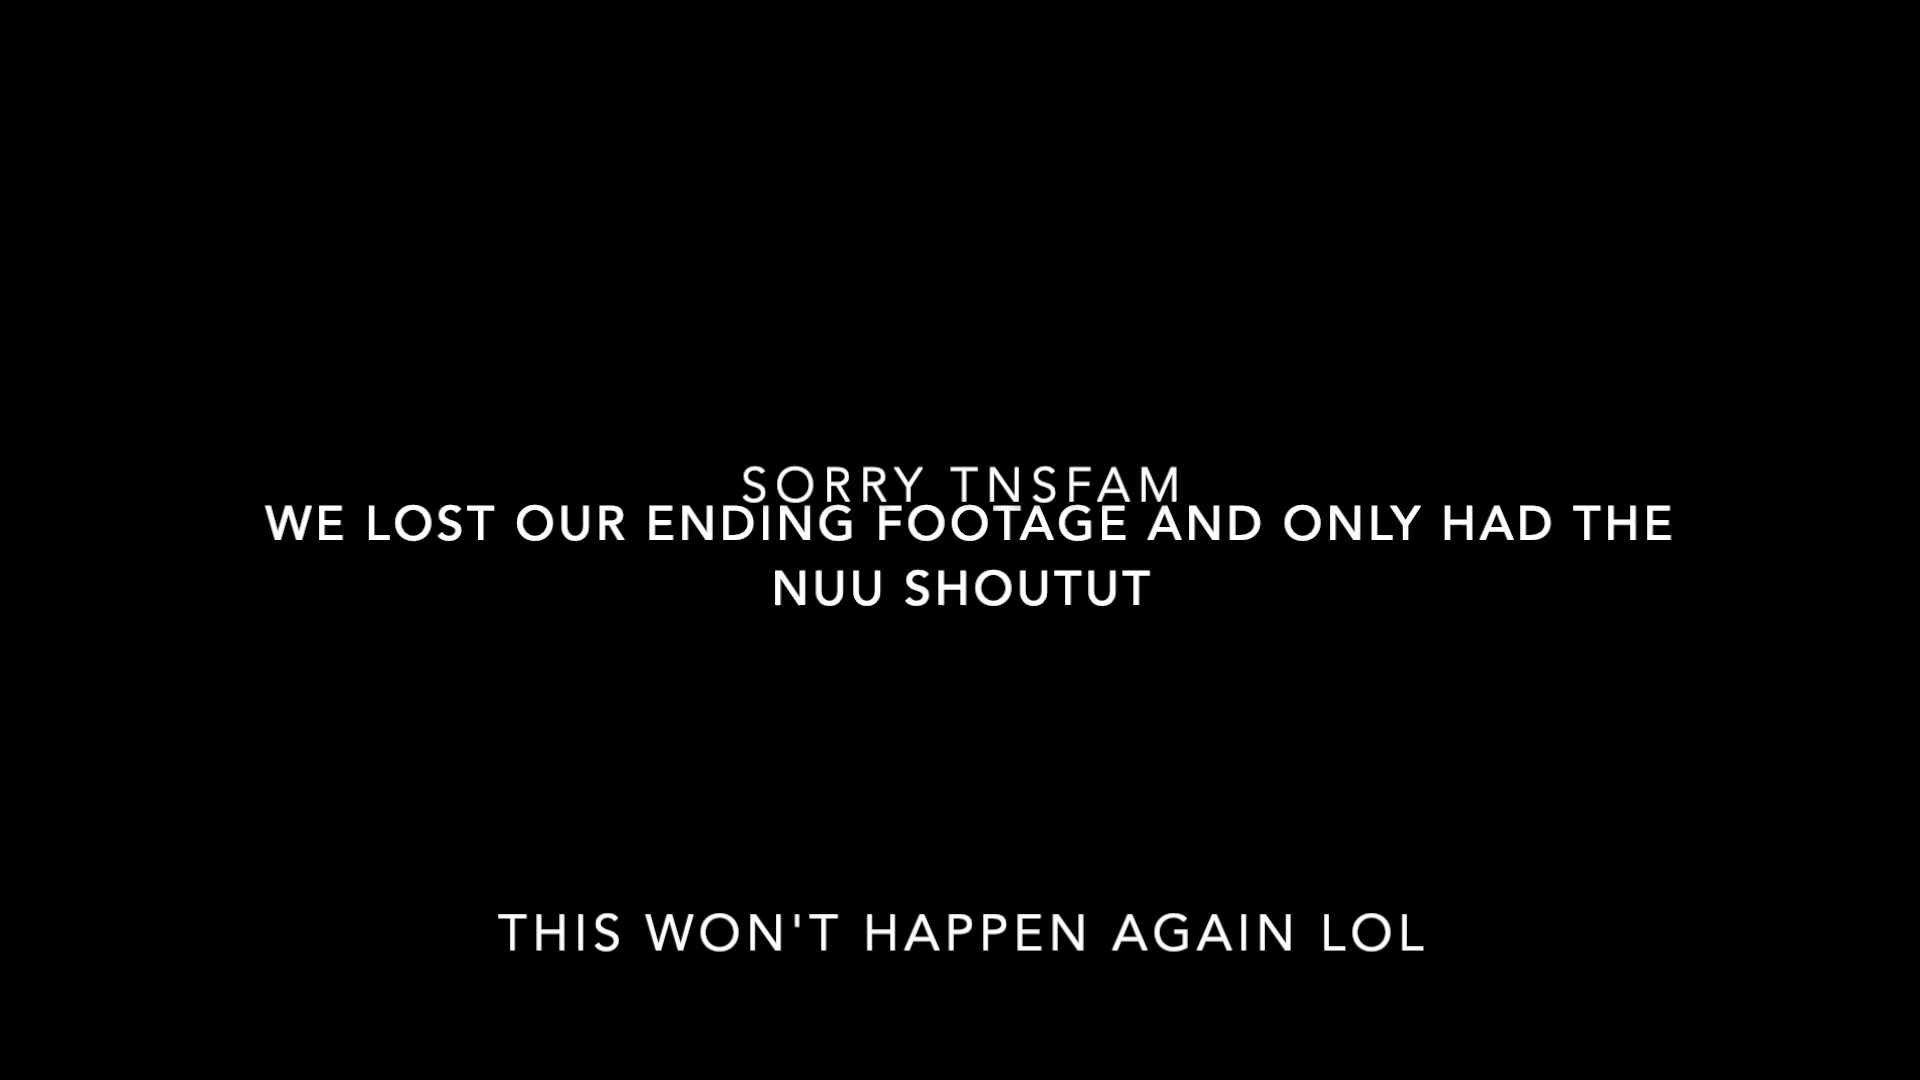 SORRY TNSFAM
WE LOST OUR ENDING FOOTAGE AND ONLY HAD THE
NUU SHOUTUT
THIS WON'T HAPPEN AGAIN LOL